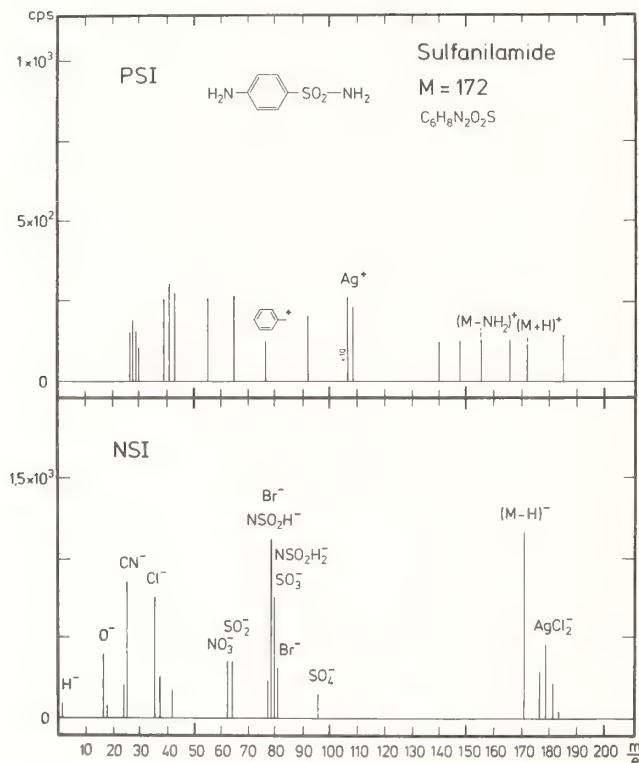 cps
1×10³
5×10²
0
PSI
H₂N
SO₂—NH₂
Sulfanilamide
M = 172
C₆H₈N₂O₂S
+
Ag⁺
÷10
(M-NH₂)⁺
(M+H)⁺
NSI
1,5×10³
0
H⁻
O⁻
CN⁻
Cl⁻
NO₃⁻
SO₂⁻
Br⁻
NSO₂H⁻
NSO₂H₂⁻
SO₃⁻
Br⁻
SO₄⁻
(M-H)⁻
AgCl₂⁻
10 20 30 40 50 60 70 80 90 100 110 120 130 140 150 160 170 180 190 200 m/e